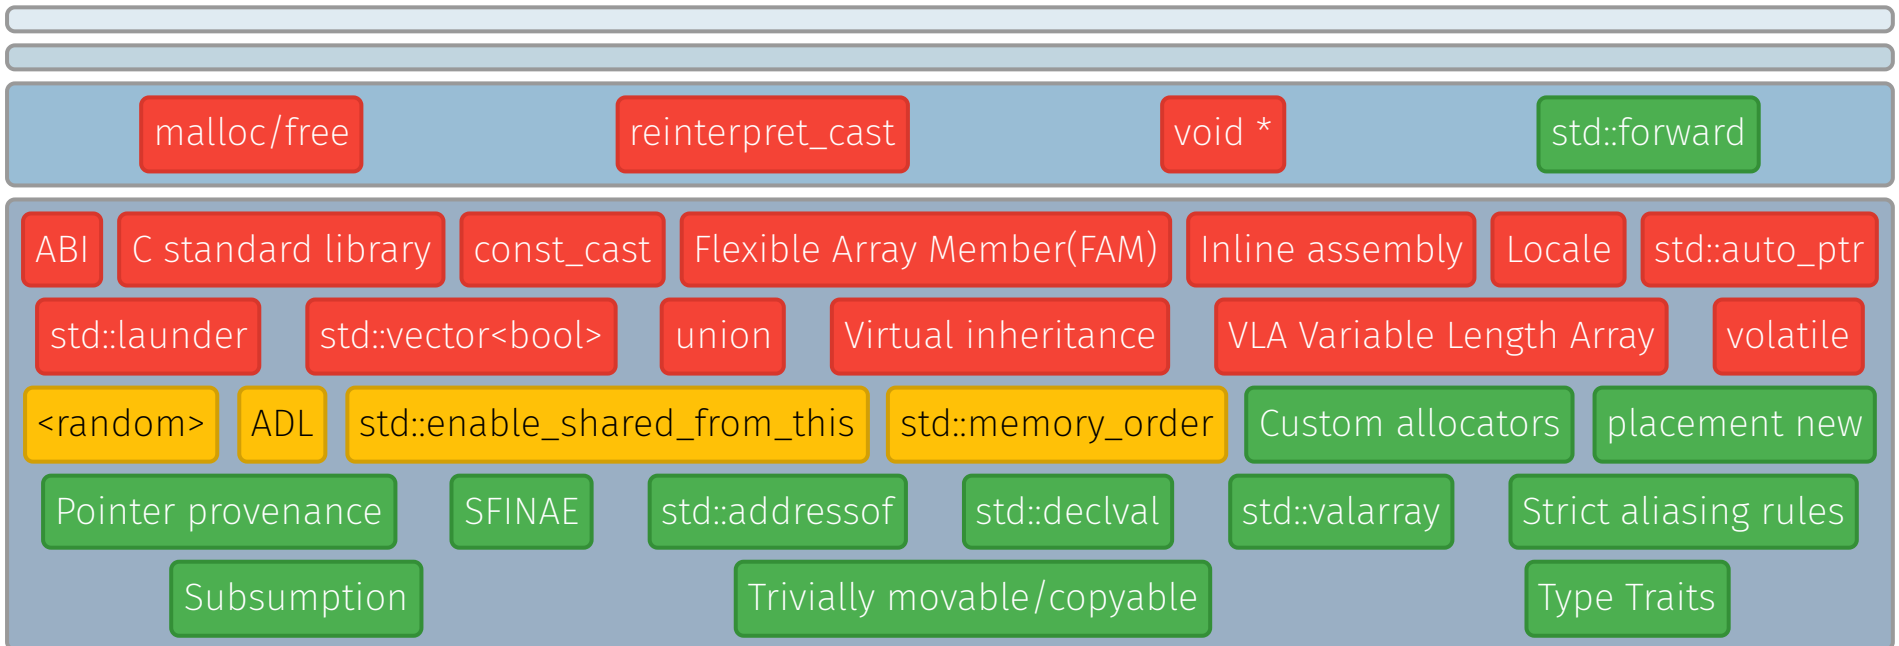 malloc/free reinterpret_cast void * std::forward
ABI C standard library const_cast Flexible Array Member(FAM) Inline assembly Locale std::auto_ptr
std::launder std::vector<bool> union Virtual inheritance VLA Variable Length Array volatile
<random> ADL std::enable_shared_from_this std::memory_order Custom allocators placement new
Pointer provenance SFINAE std::addressof std::declval std::valarray Strict aliasing rules
Subsumption Trivially movable/copyable Type Traits